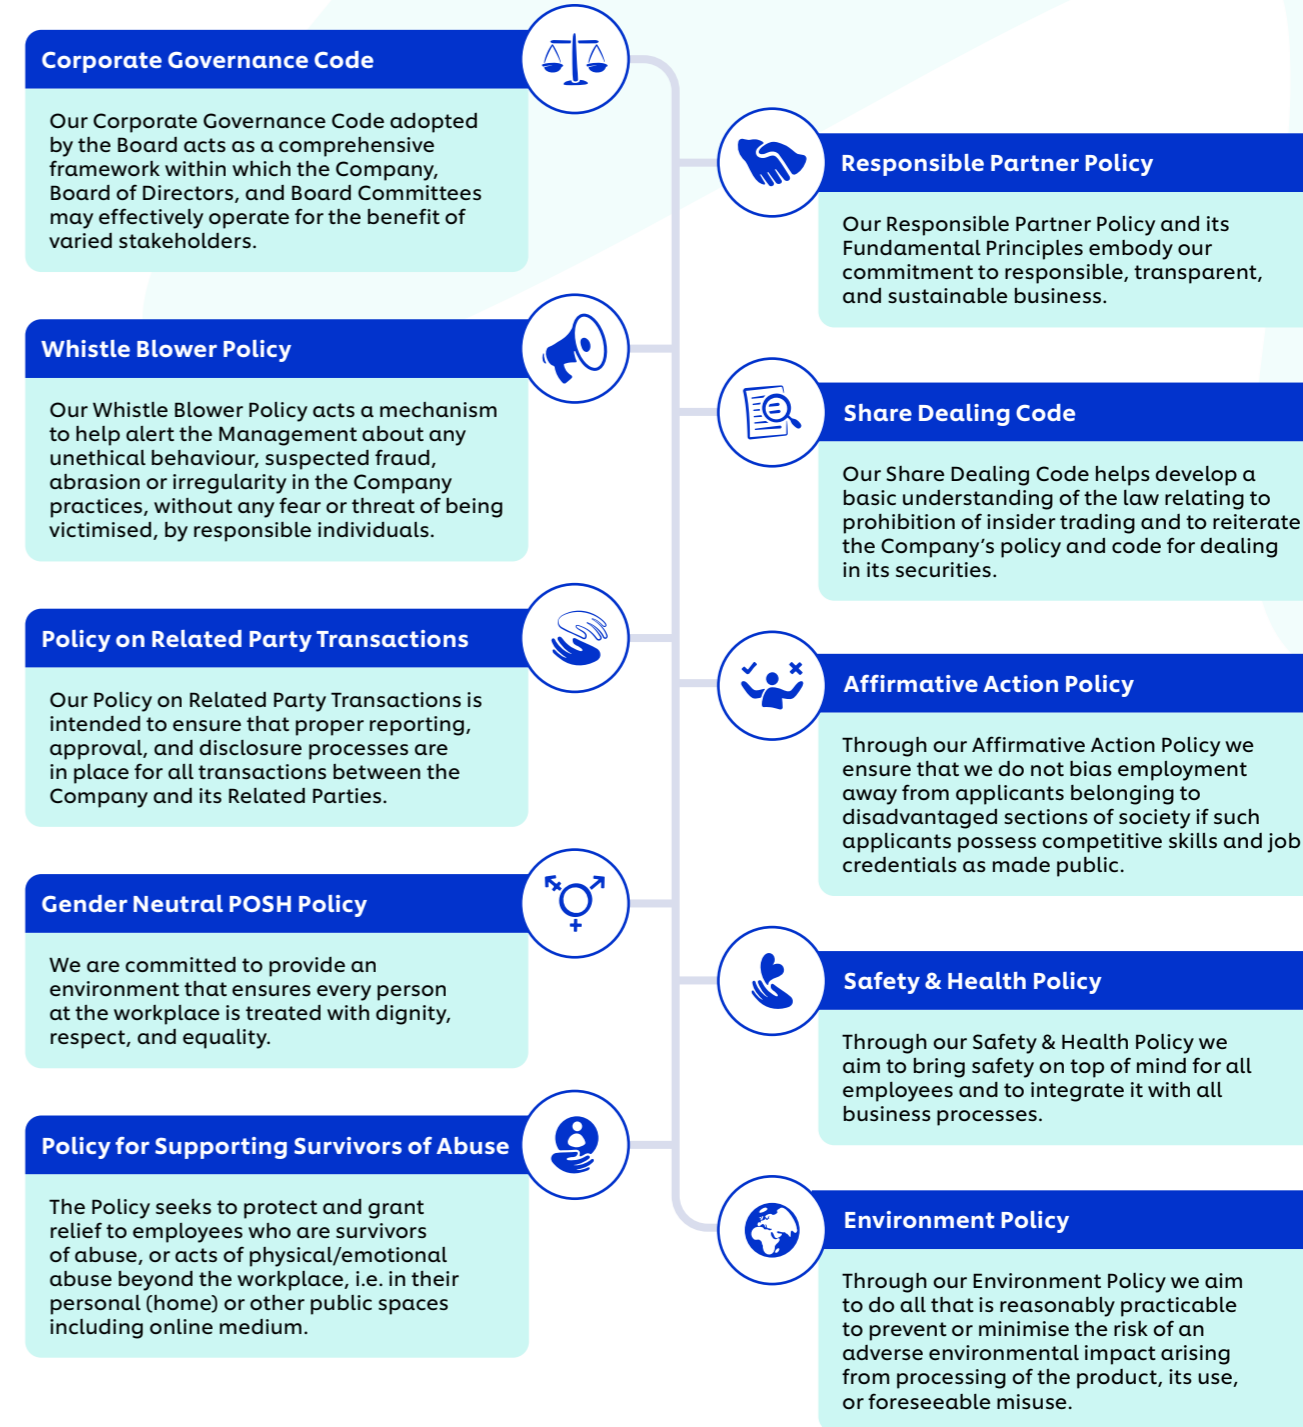 Corporate Governance Code
Our Corporate Governance Code adopted
by the Board acts as a comprehensive
framework within which the Company,
Board of Directors, and Board Committees
may effectively operate for the benefit of
varied stakeholders.
Responsible Partner Policy
Our Responsible Partner Policy and its
Fundamental Principles embody our
commitment to responsible, transparent,
and sustainable business.
Whistle Blower Policy
Our Whistle Blower Policy acts a mechanism
to help alert the Management about any
unethical behaviour, suspected fraud,
abrasion or irregularity in the Company
practices, without any fear or threat of being
victimised, by responsible individuals.
Share Dealing Code
Our Share Dealing Code helps develop a
basic understanding of the law relating to
prohibition of insider trading and to reiterate
the Company's policy and code for dealing
in its securities.
Policy on Related Party Transactions
Our Policy on Related Party Transactions is
intended to ensure that proper reporting,
approval, and disclosure processes are
in place for all transactions between the
Company and its Related Parties.
Affirmative Action Policy
Through our Affirmative Action Policy we
ensure that we do not bias employment
away from applicants belonging to
disadvantaged sections of society if such
applicants possess competitive skills and job
credentials as made public.
Gender Neutral POSH Policy
We are committed to provide an
environment that ensures every person
at the workplace is treated with dignity,
respect, and equality.
Safety & Health Policy
Through our Safety & Health Policy we
aim to bring safety on top of mind for all
employees and to integrate it with all
business processes.
Policy for Supporting Survivors of Abuse
The Policy seeks to protect and grant
relief to employees who are survivors
of abuse, or acts of physical/emotional
abuse beyond the workplace, i.e. in their
personal (home) or other public spaces
including online medium.
Environment Policy
Through our Environment Policy we aim
to do all that is reasonably practicable
to prevent or minimise the risk of an
adverse environmental impact arising
from processing of the product, its use,
or foreseeable misuse.